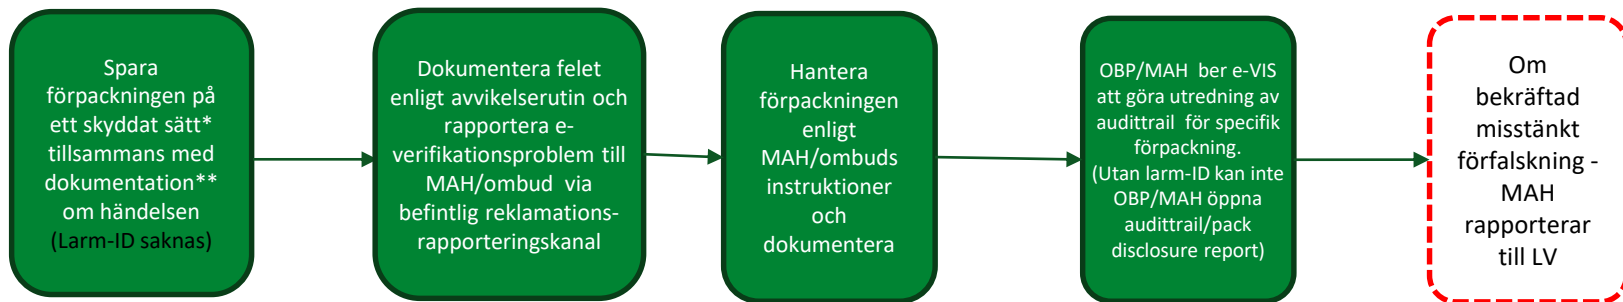 Spara
förpackningen på
ett skyddat sätt*
tillsammans med
dokumentation**
om händelsen
(Larm-ID saknas)
Dokumentera felet
enligt avvikelserutin och
rapportera e-
verifikationsproblem till
MAH/ombud via
befintlig reklamations-
rapporteringskanal
Hantera
förpackningen
enligt
MAH/ombuds
instruktioner
och
dokumentera
OBP/MAH ber e-VIS
att göra utredning av
audittrail för specifik
förpackning.
(Utan larm-ID kan inte
OBP/MAH öppna
audittrail/pack
disclosure report)
Om
bekräftad
misstänkt
förfalskning -
MAH
rapporterar
till LV